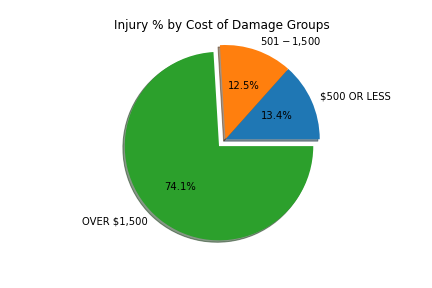 Injury % by Cost of Damage Groups
501 − 1,500
12.5%
$500 OR LESS
13.4%
74.1%
OVER $1,500